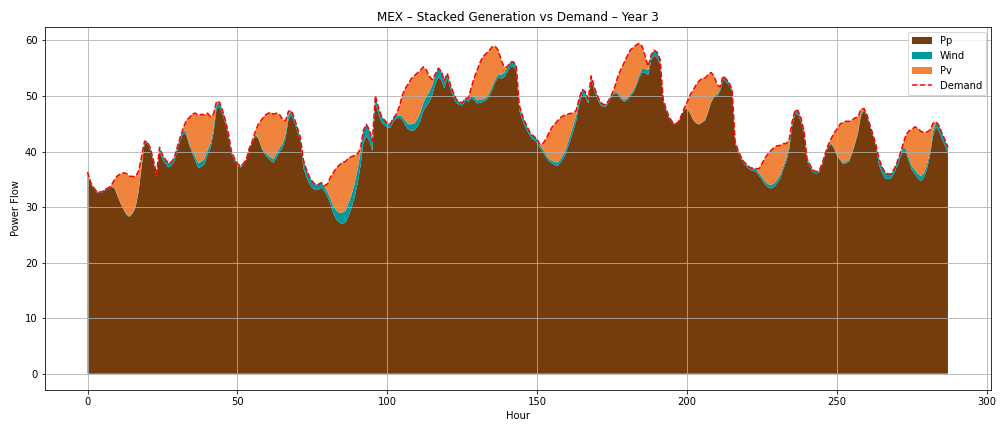 MEX – Stacked Generation vs Demand – Year 3
Power Flow
60
50
40
30
20
10
0
Pp
Wind
Pv
Demand
0 50 100 150 200 250 300
Hour